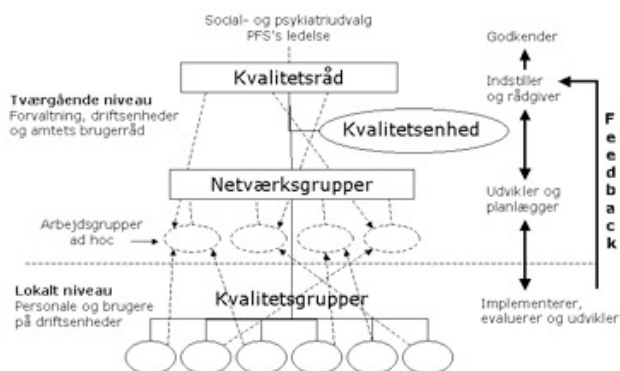 Social- og psykiatriudvalg
PFS's ledelse
Godkender
Kvalitetsråd
Indstiller
og rådgiver
Tværgående niveau
Forvaltning, driftsenheder
og amtets brugerråd
Kvalitetsenhed
Feedback
Netværksgrupper
Udvikler og
planlægger
Arbejdsgrupper
ad hoc
Lokalt niveau
Personale og brugere
på driftsenheder
Kvalitetsgrupper
Implementerer,
evaluerer og udvikler